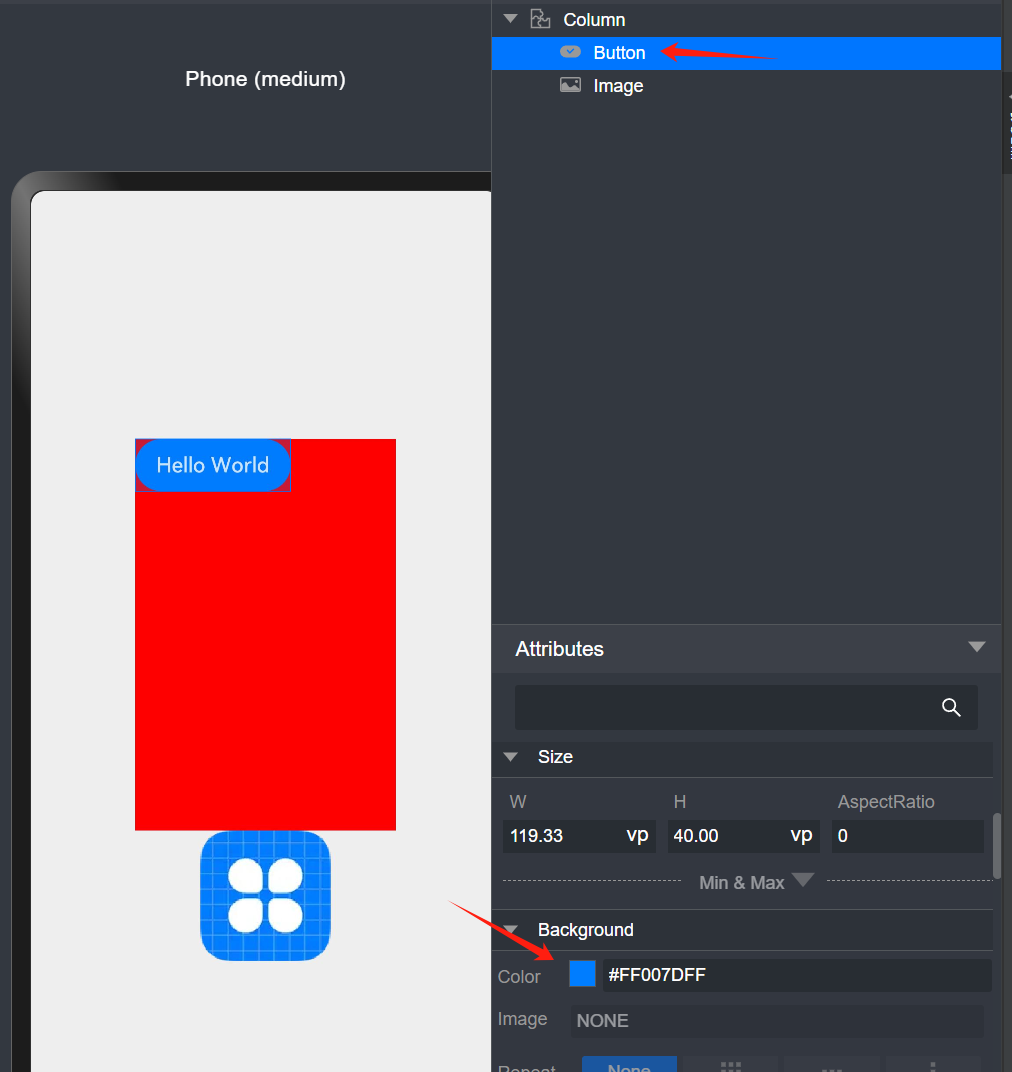 Column
Button
Phone (medium)
Image
Hello World
Attributes
Size
W H AspectRatio
119.33 vp 40.00 vp 0
Min & Max
Background
Color #FF007DFF
Image NONE
Repeat None